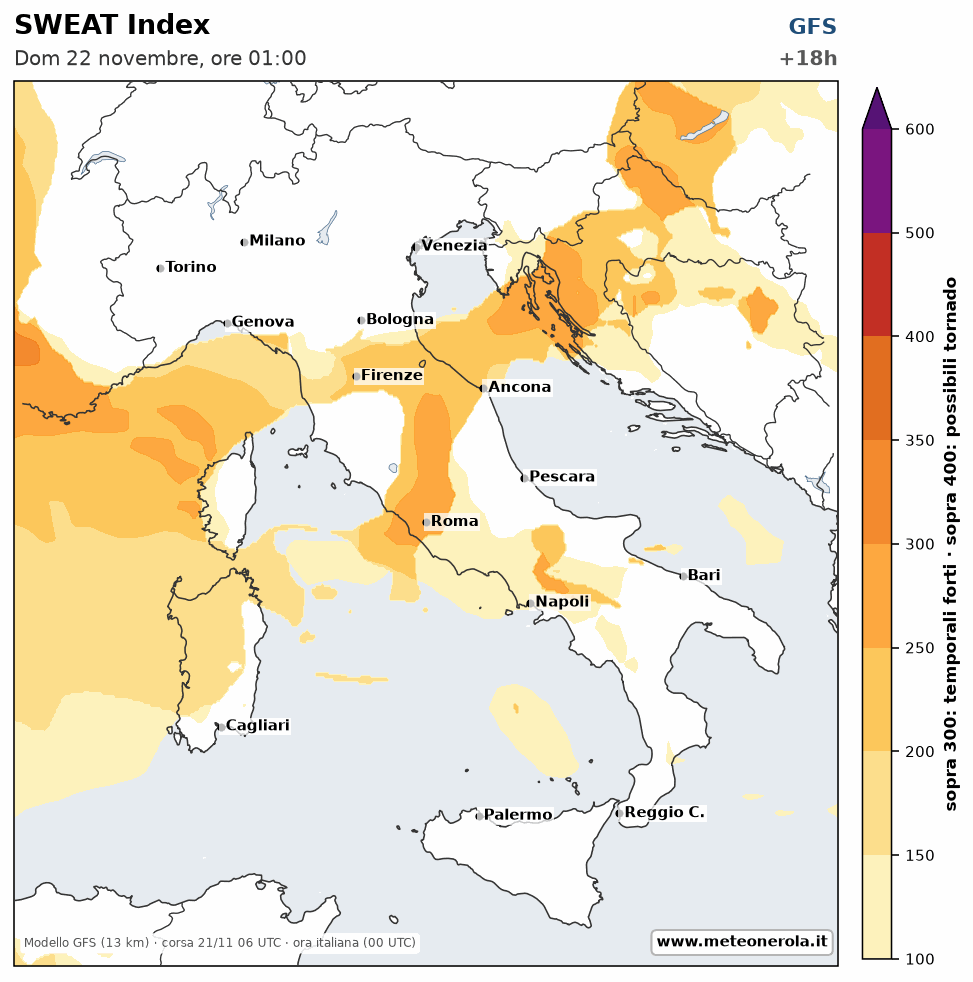 SWEAT Index
GFS
Dom 22 novembre, ore 01:00
+18h
600
500
400
350
300
250
200
150
100
sopra 300: temporali forti · sopra 400: possibili tornado
Milano
Venezia
Torino
Genova
Bologna
Firenze
Ancona
Pescara
Roma
Bari
Napoli
Cagliari
Palermo
Reggio C.
Modello GFS (13 km) · corsa 21/11 06 UTC · ora italiana (00 UTC)
www.meteonerola.it